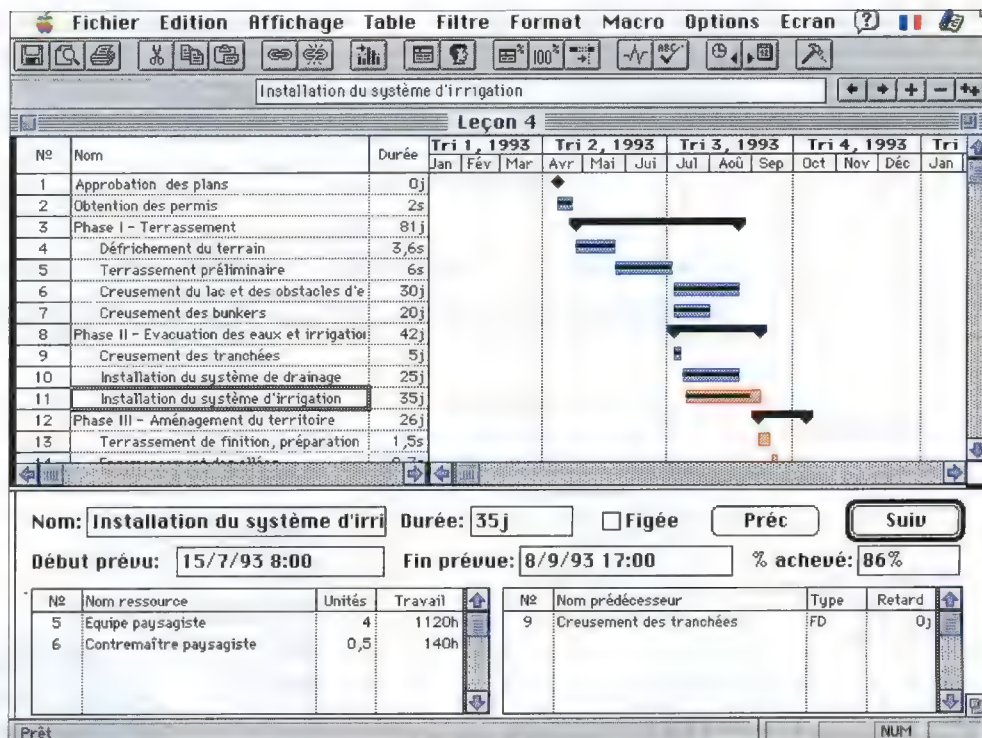 Fichier Edition Affichage Table Filtre Format Macro Options Ecran
Installation du système d'irrigation
Leçon 4
Nº Nom Durée Tri 1, 1993 Tri 2, 1993 Tri 3, 1993 Tri 4, 1993 Tri
Jan Fév Mar Avr Mai Jui Jul Aoû Sep Oct Nov Déc Jan
1 Approbation des plans 0j
2 Obtention des permis 2s
3 Phase I - Terrassement 81j
4 Défrichement du terrain 3,6s
5 Terrassement préliminaire 6s
6 Creusement du lac et des obstacles d'e 30j
7 Creusement des bunkers 20j
8 Phase II - Evacuation des eaux et irrigatio 42j
9 Creusement des tranchées 5j
10 Installation du système de drainage 25j
11 Installation du système d'irrigation 35j
12 Phase III - Aménagement du territoire 26j
13 Terrassement de finition, préparation 1,5s
Nom: Installation du système d'irri Durée: 35j Figée Préc Suiv
Début prévu: 15/7/93 8:00 Fin prévue: 8/9/93 17:00 % achevé: 86%
Nº Nom ressource Unités Travail Nº Nom prédécesseur Type Retard
5 Equipe paysagiste 4 1120h 9 Creusement des tranchées FD 0j
6 Contremaître paysagiste 0,5 140h
Prêt NUM